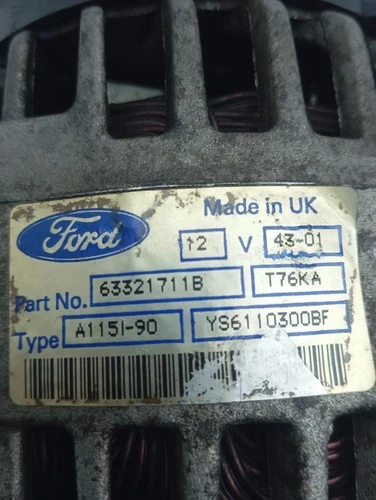 Made in UK
Ford
12 V 43-01
Part No. 63321711B T76KA
Type A115I-90 YS6110300BF